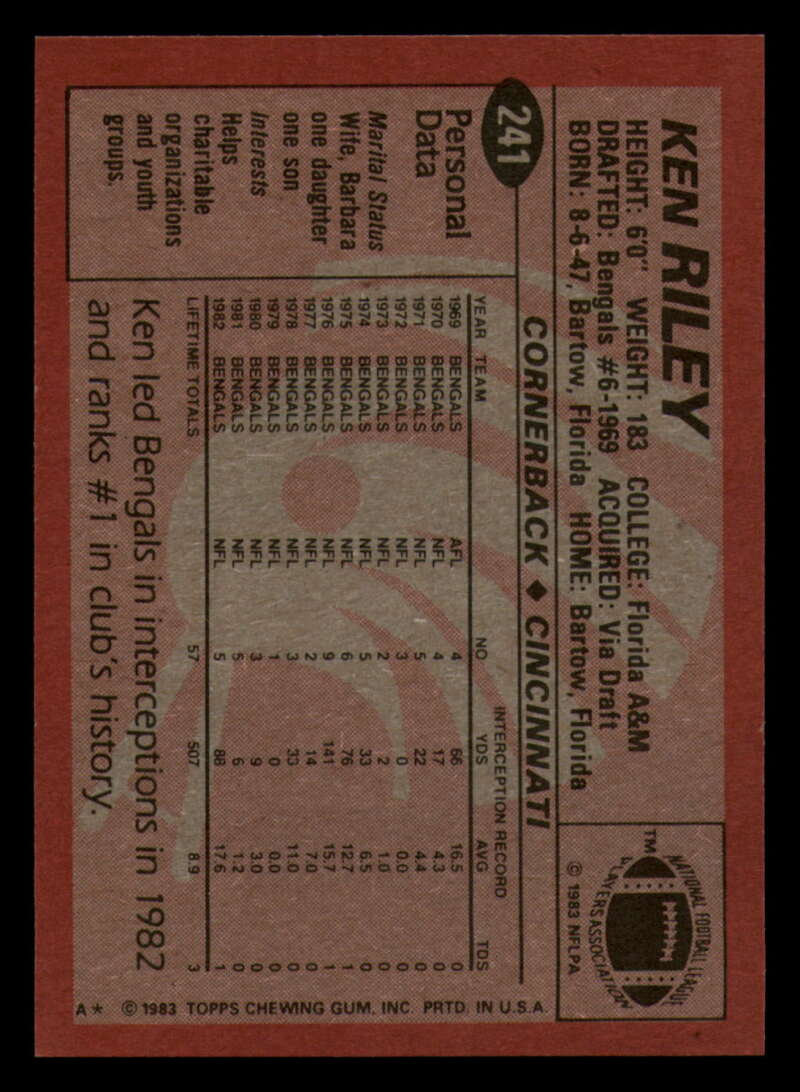 KEN RILEY
HEIGHT: 6'0" WEIGHT: 183 COLLEGE: Florida A&M
DRAFTED: Bengals #6-1969 ACQUIRED: Via Draft
BORN: 8-6-47, Bartow, Florida HOME: Bartow, Florida
NATIONAL FOOTBALL LEAGUE
PLAYERS ASSOCIATION
TM
© 1983 NFLPA
241
CORNERBACK ♦ CINCINNATI
Personal
Data
Marital Status
Wife, Barbara
one daughter
one son
Interests
Helps
charitable
organizations
and youth
groups.
INTERCEPTION RECORD
YEAR TEAM NO YDS AVG TDS
1969 BENGALS AFL 4 66 16.5 0
1970 BENGALS NFL 4 17 4.3 0
1971 BENGALS NFL 5 22 4.4 0
1972 BENGALS NFL 3 0 0.0 0
1973 BENGALS NFL 2 2 1.0 0
1974 BENGALS NFL 5 33 6.5 0
1975 BENGALS NFL 6 76 12.7 1
1976 BENGALS NFL 9 141 15.7 1
1977 BENGALS NFL 2 14 7.0 0
1978 BENGALS NFL 3 33 11.0 0
1979 BENGALS NFL 1 0 0.0 0
1980 BENGALS NFL 3 9 3.0 0
1981 BENGALS NFL 5 6 1.2 0
1982 BENGALS NFL 5 88 17.6 1
LIFETIME TOTALS 57 507 8.9 3
Ken led Bengals in interceptions in 1982
and ranks #1 in club's history.
A* © 1983 TOPPS CHEWING GUM, INC. PRTD. IN U.S.A.